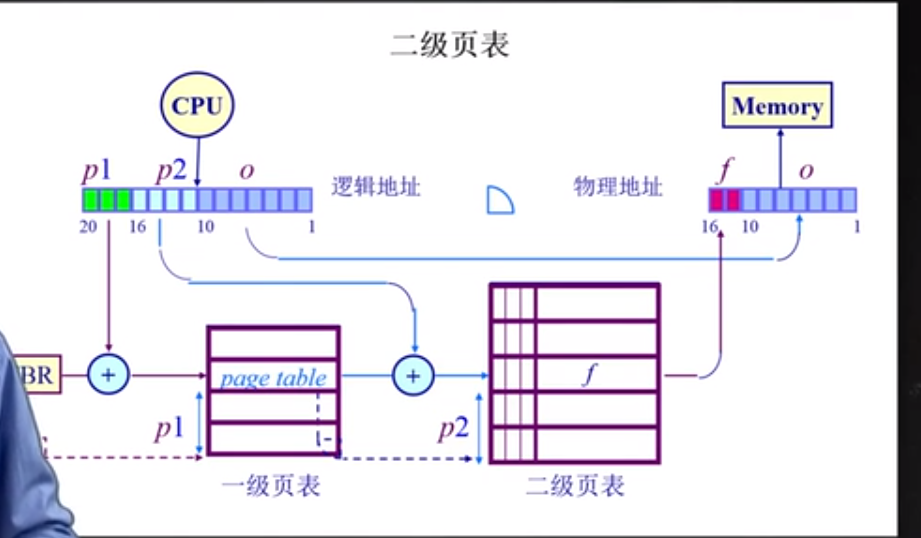 二级页表
CPU
Memory
p1 p2 o
逻辑地址
物理地址
f o
20 16 10 1
16 10 1
BR
+
page table
+
f
p1
p2
一级页表
二级页表